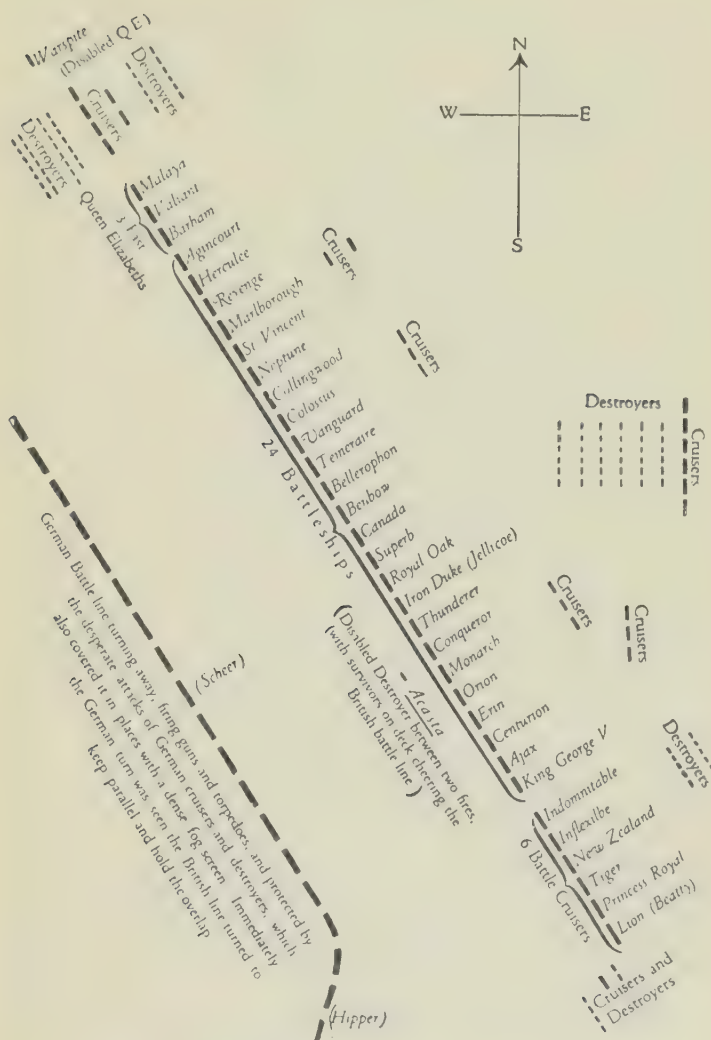 Warspite
(Disabled QE)
Destroyers
Cruisers
Destroyers
N
W
E
S
Malaya
Valiant
Barham
3 Fast
Queen Elizabeths
Agincourt
Hercules
Revenge
Marlborough
St Vincent
Neptune
Collingwood
Colossus
Vanguard
Temeraire
Bellerophon
Benbow
Canada
Superb
Royal Oak
Iron Duke (Jellicoe)
Thunderer
Conqueror
Monarch
Orion
Erin
Centurion
Ajax
King George V
24 Battleships
Cruisers
Cruisers
Destroyers
Cruisers
Cruisers
Cruisers
Destroyers
Acasta
(Disabled Destroyer between two fires,
(with survivors on deck cheering the
British battle line)
Indomnitable
Inflexilbe
New Zealand
Tiger
Princess Royal
Lion (Beatty)
6 Battle Cruisers
Cruisers and
Destroyers
(Scheer)
German Battle line turning away, firing guns and torpedoes, and protected by
the desperate attacks of German cruisers and destroyers, which
also covered it in places with a dense fog screen Immediately
the German turn was seen the British line turned to
keep parallel and hold the overlap
(Hipper)